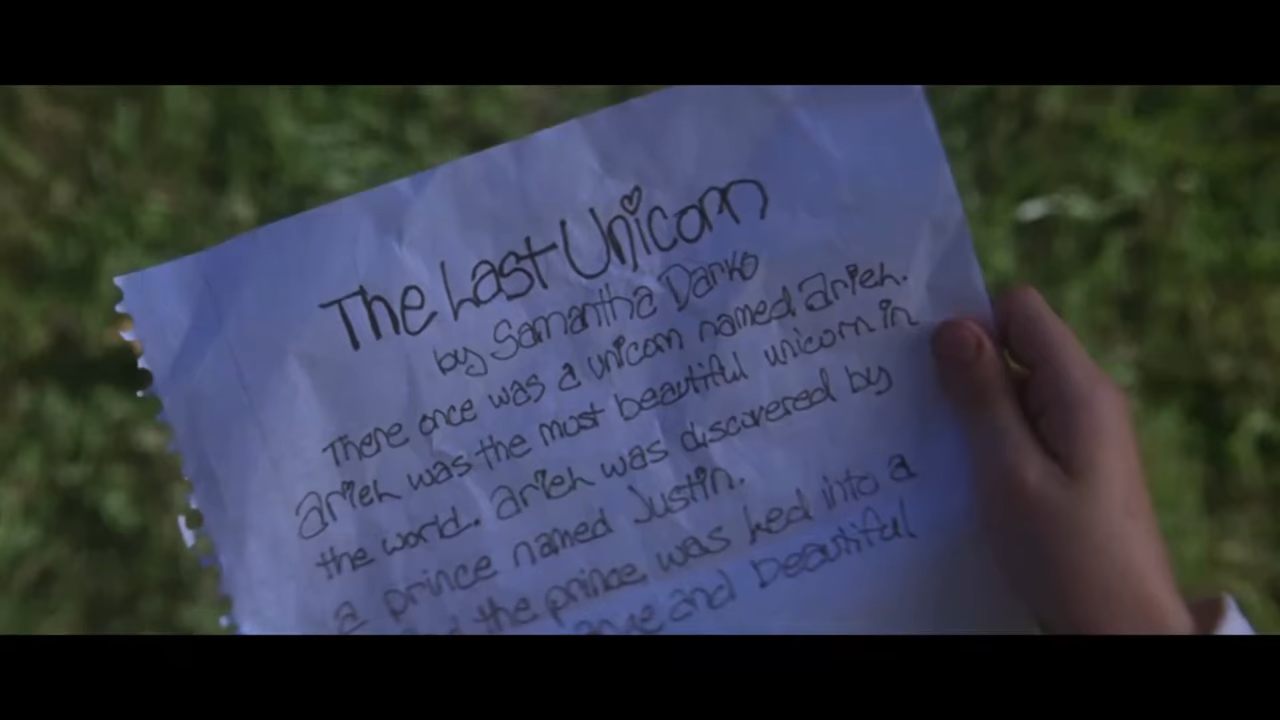 The Last Unicorn
by Samantha Darko
There once was a unicorn named Arieh.
Arieh was the most beautiful unicorn in
the world. Arieh was discovered by
a prince named Justin.
the prince was led into a
and beautiful